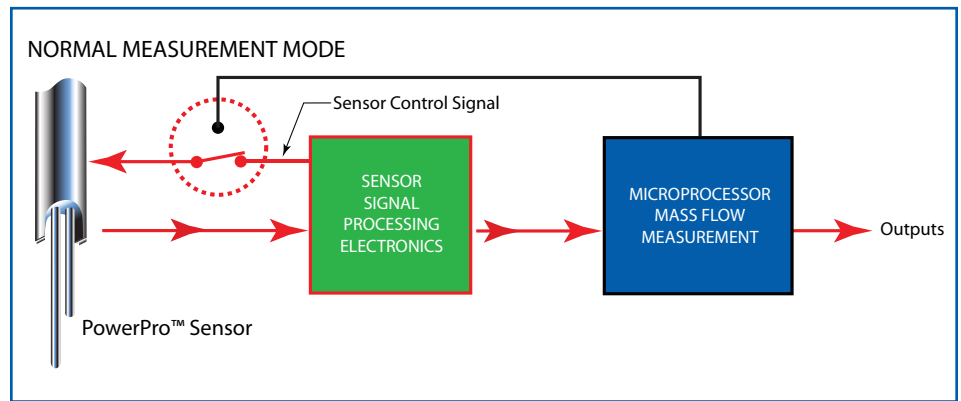 NORMAL MEASUREMENT MODE
Sensor Control Signal
SENSOR
SIGNAL
PROCESSING
ELECTRONICS
MICROPROCESSOR
MASS FLOW
MEASUREMENT
Outputs
PowerPro™ Sensor